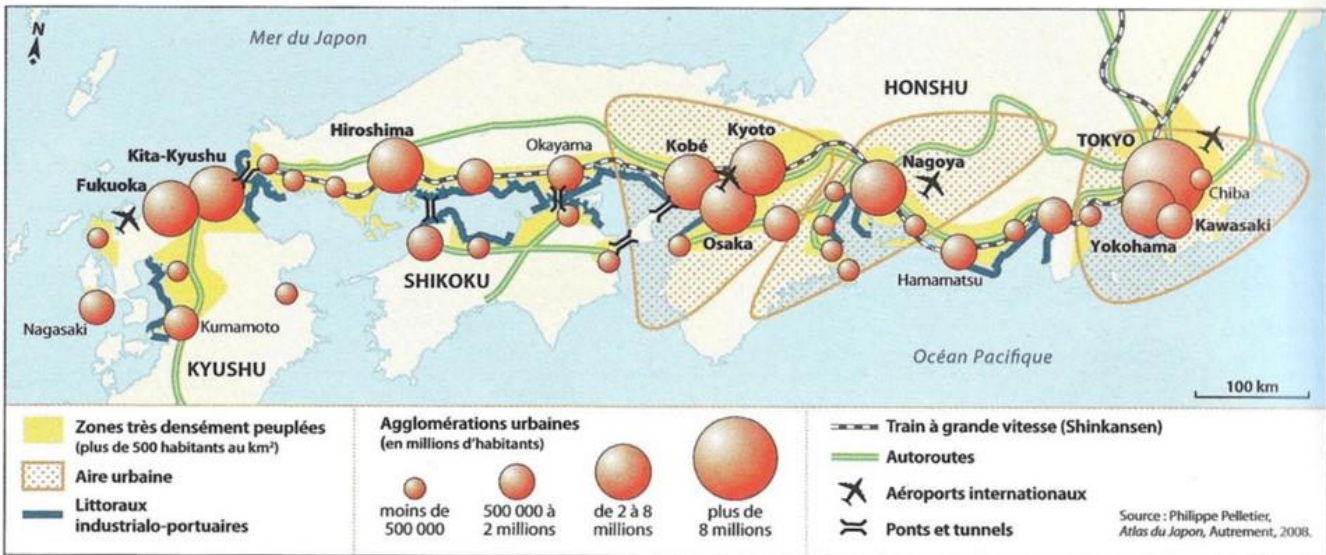 N
Mer du Japon
HONSHU
Hiroshima
Okayama
Kobé
Kyoto
TOKYO
Kita-Kyushu
Nagoya
Fukuoka
Chiba
Kawasaki
Osaka
Yokohama
SHIKOKU
Hamamatsu
Nagasaki
Kumamoto
KYUSHU
Océan Pacifique
100 km
Zones très densément peuplées
(plus de 500 habitants au km²)
Aire urbaine
Littoraux
industrialo-portuaires
Agglomérations urbaines
(en millions d'habitants)
moins de
500 000
500 000 à
2 millions
de 2 à 8
millions
plus de
8 millions
Train à grande vitesse (Shinkansen)
Autoroutes
Aéroports internationaux
Ponts et tunnels
Source : Philippe Pelletier,
Atlas du Japon, Autrement, 2008.